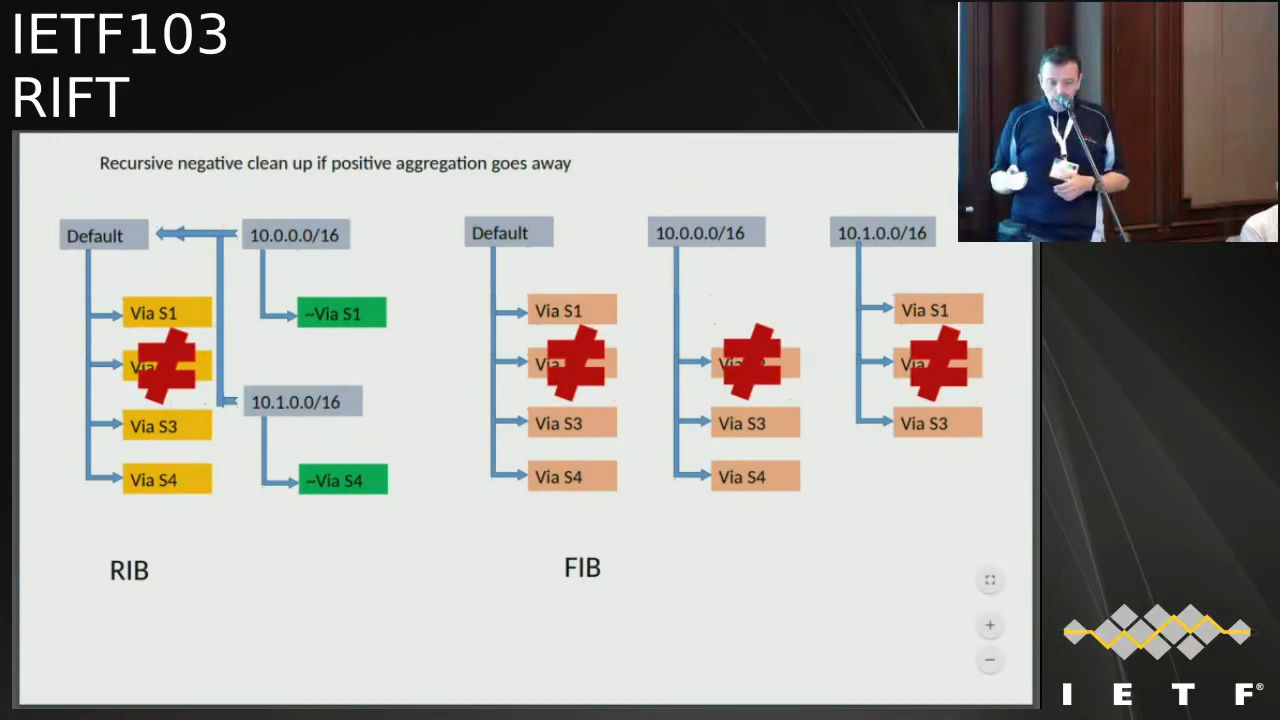 IETF103
RIFT
Recursive negative clean up if positive aggregation goes away
Default
10.0.0.0/16
Via S1
~Via S1
Via S3
Via S4
10.1.0.0/16
~Via S4
RIB
Default
Via S1
Via S3
Via S4
10.0.0.0/16
Via S3
Via S4
10.1.0.0/16
Via S1
Via S3
FIB
I E T F®